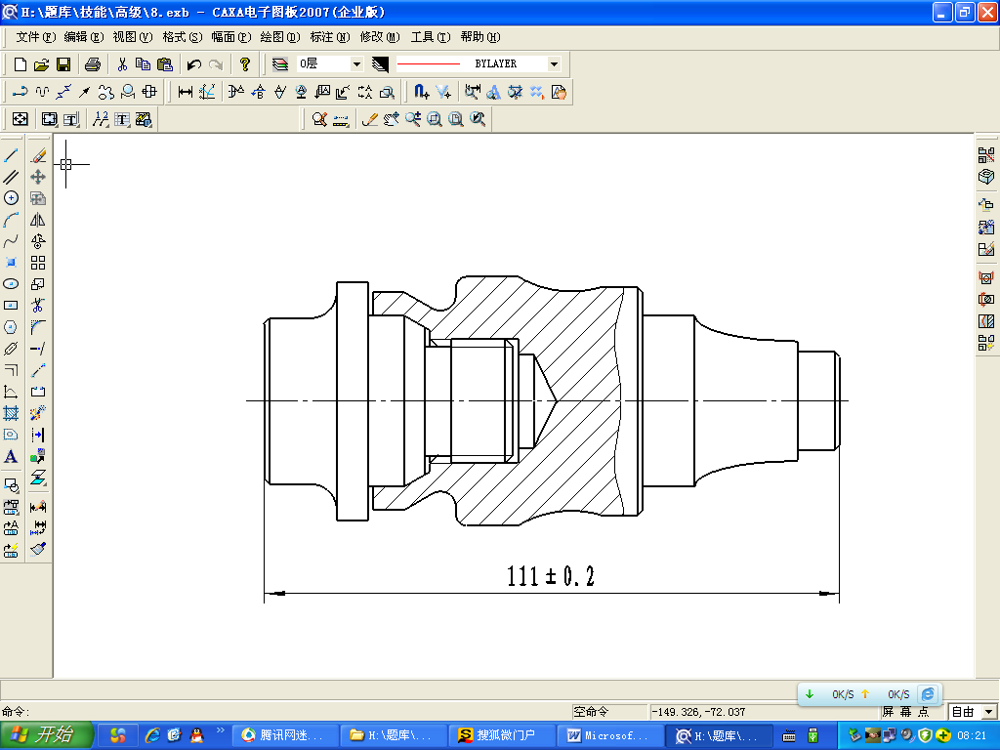 H:\题库\技能\高级\8.exb - CAXA电子图板2007(企业版)
文件(F) 编辑(E) 视图(V) 格式(S) 幅面(P) 绘图(D) 标注(N) 修改(M) 工具(T) 帮助(H)
0层 BYLAYER
111±0.2
0K/S 0K/S
命令: 空命令 -149.326,-72.037 屏幕点 自由
开始 腾讯网迷... H:\题库\... 搜狐微门户 Microsof... H:\题库\... 08:21